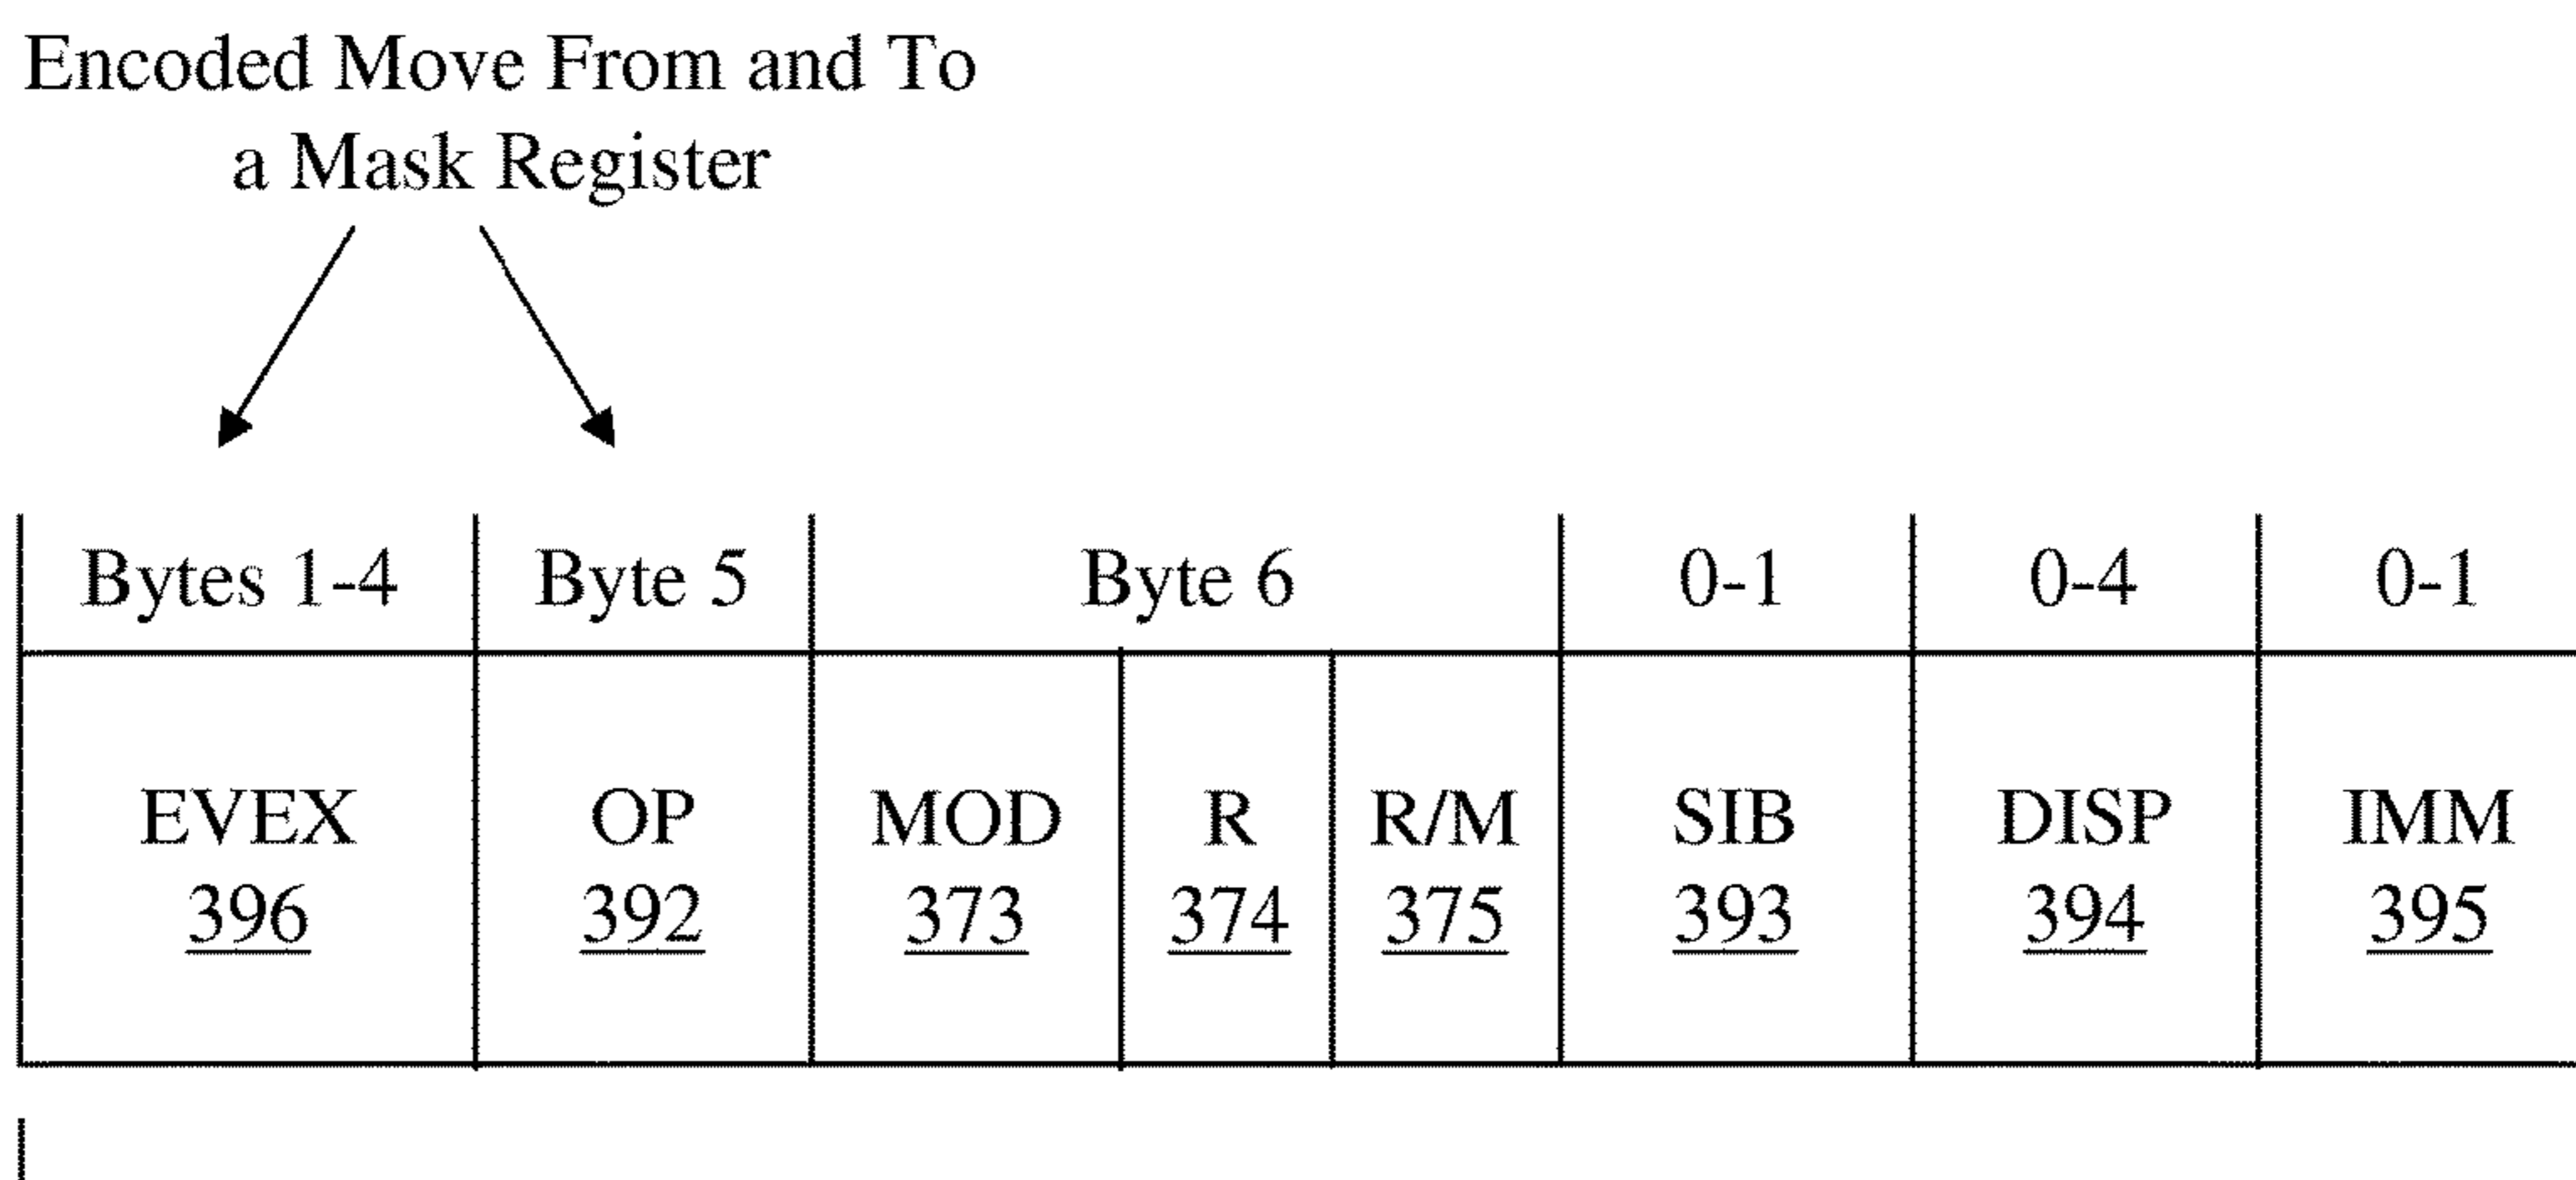 Encoded Move From and To
a Mask Register
Bytes 1-4 Byte 5 Byte 6 0-1 0-4 0-1
EVEX OP MOD R R/M SIB DISP IMM
396 392 373 374 375 393 394 395